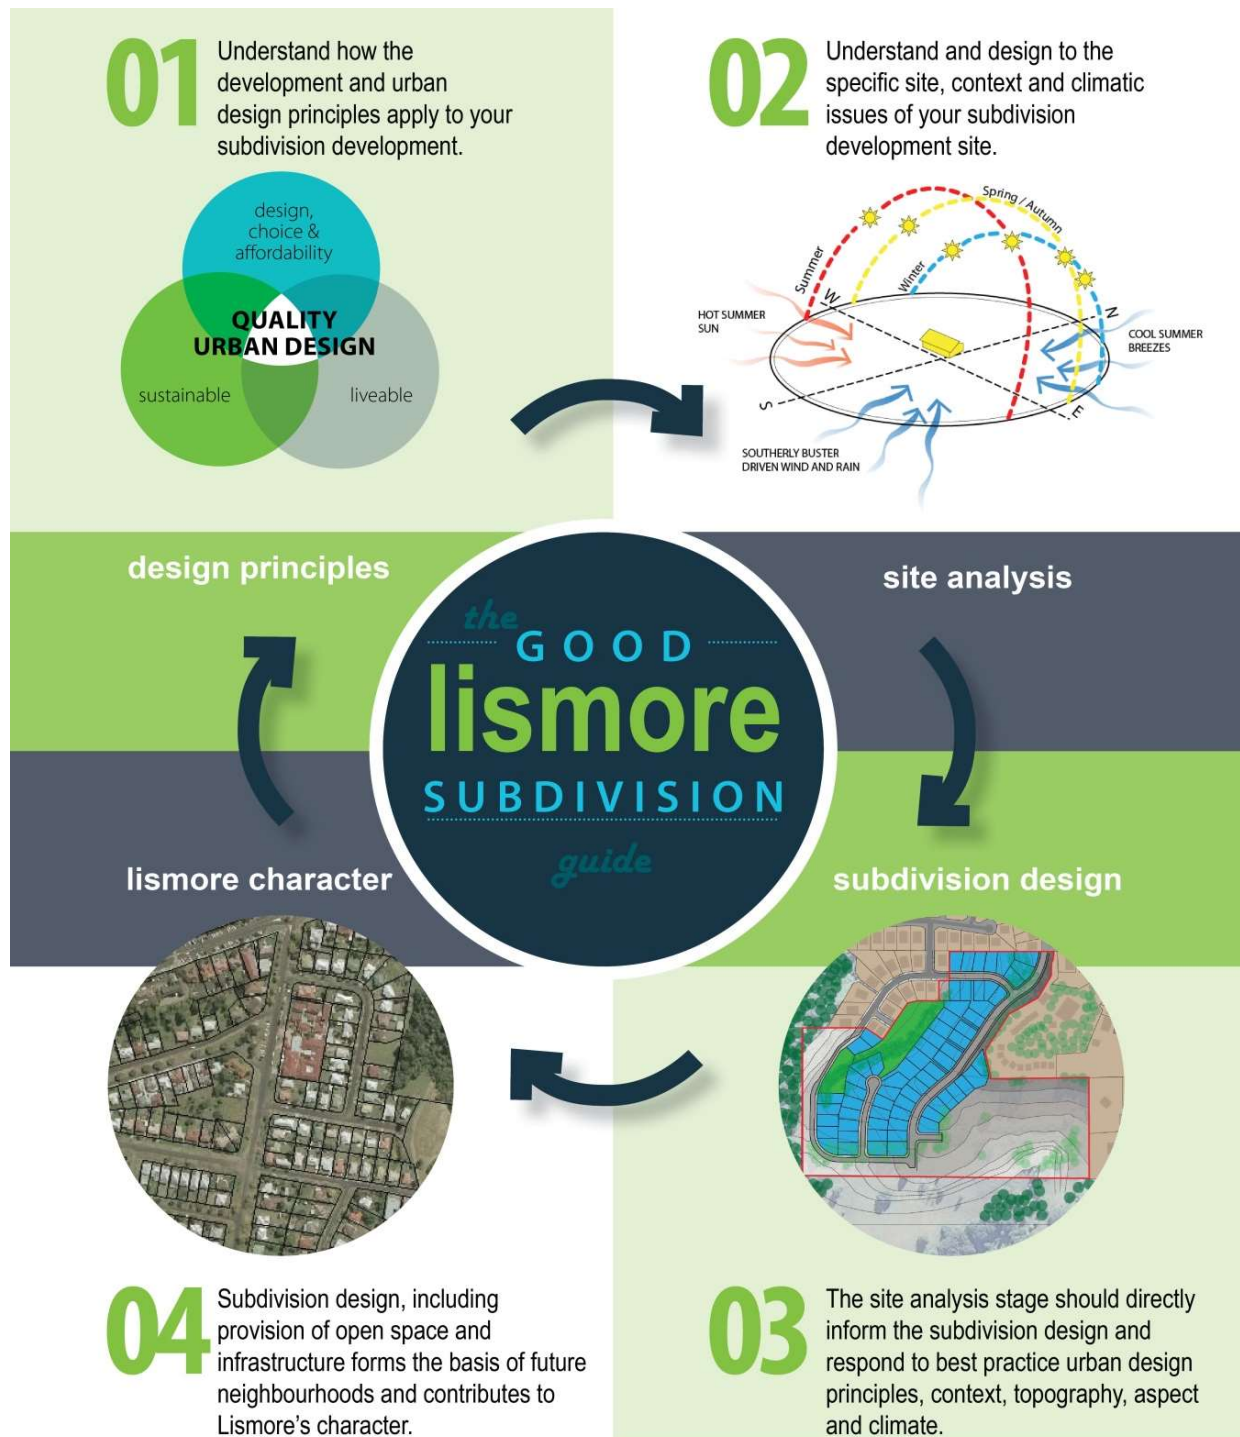 01
Understand how the
development and urban
design principles apply to your
subdivision development.
design,
choice &
affordability
QUALITY
URBAN DESIGN
sustainable
liveable
02
Understand and design to the
specific site, context and climatic
issues of your subdivision
development site.
Spring / Autumn
Summer
Winter
W
N
HOT SUMMER
SUN
COOL SUMMER
BREEZES
S
E
SOUTHERLY BUSTER
DRIVEN WIND AND RAIN
design principles
site analysis
the
GOOD
lismore
SUBDIVISION
guide
lismore character
subdivision design
04
Subdivision design, including
provision of open space and
infrastructure forms the basis of future
neighbourhoods and contributes to
Lismore's character.
03
The site analysis stage should directly
inform the subdivision design and
respond to best practice urban design
principles, context, topography, aspect
and climate.